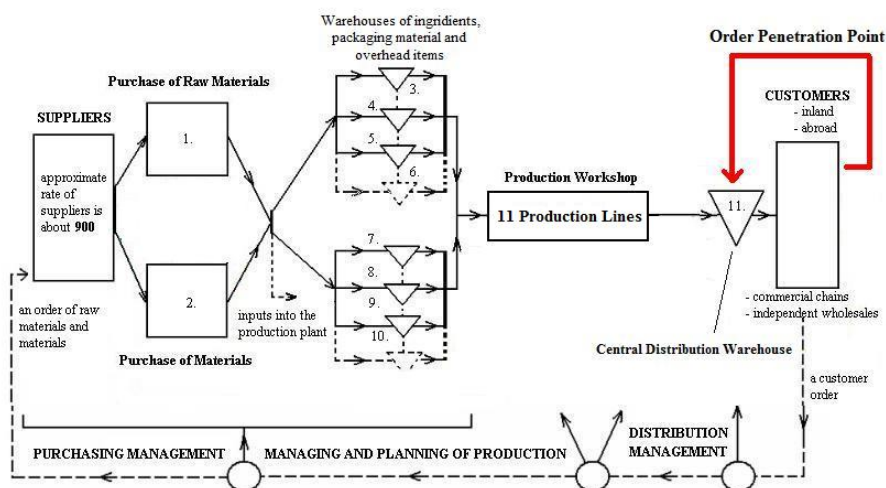 Warehouses of ingridients,
packaging material and
overhead items
Order Penetration Point
Purchase of Raw Materials
SUPPLIERS
CUSTOMERS
- inland
- abroad
1.
3.
4.
5.
6.
approximate
rate of
suppliers is
about 900
Production Workshop
11 Production Lines
11.
2.
7.
8.
9.
10.
an order of raw
materials and
materials
inputs into the
production plant
Purchase of Materials
- commercial chains
- independent wholesales
Central Distribution Warehouse
a customer
order
PURCHASING MANAGEMENT
MANAGING AND PLANNING OF PRODUCTION
DISTRIBUTION
MANAGEMENT